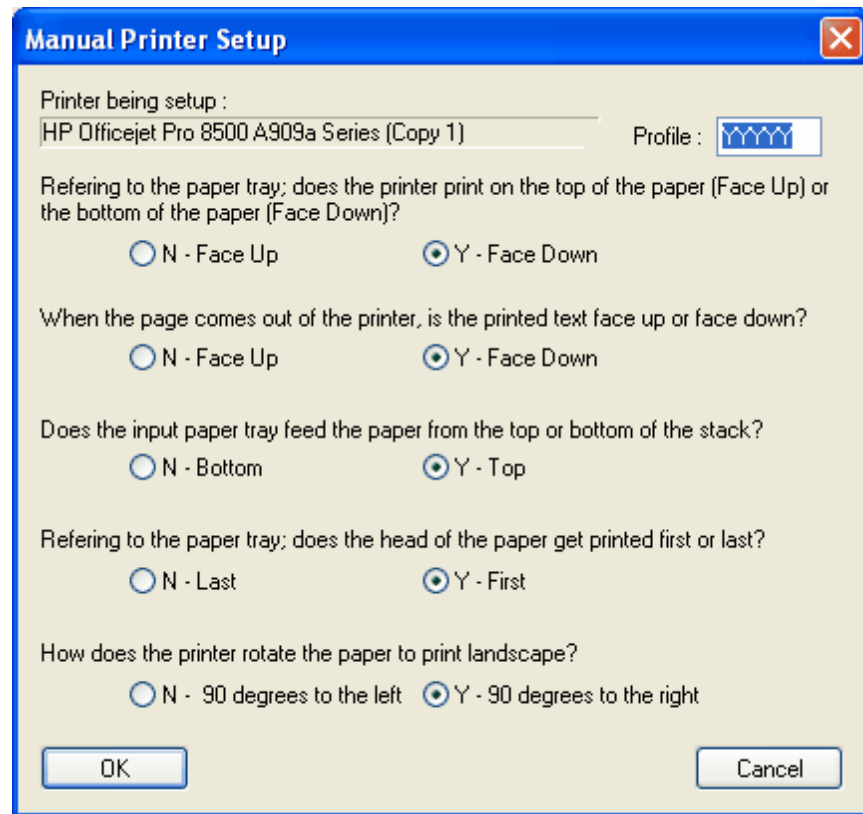 Manual Printer Setup
Printer being setup :
HP Officejet Pro 8500 A909a Series (Copy 1)
Profile : YYYYY
Refering to the paper tray; does the printer print on the top of the paper (Face Up) or
the bottom of the paper (Face Down)?
N - Face Up Y - Face Down
When the page comes out of the printer, is the printed text face up or face down?
N - Face Up Y - Face Down
Does the input paper tray feed the paper from the top or bottom of the stack?
N - Bottom Y - Top
Refering to the paper tray; does the head of the paper get printed first or last?
N - Last Y - First
How does the printer rotate the paper to print landscape?
N - 90 degrees to the left Y - 90 degrees to the right
OK Cancel